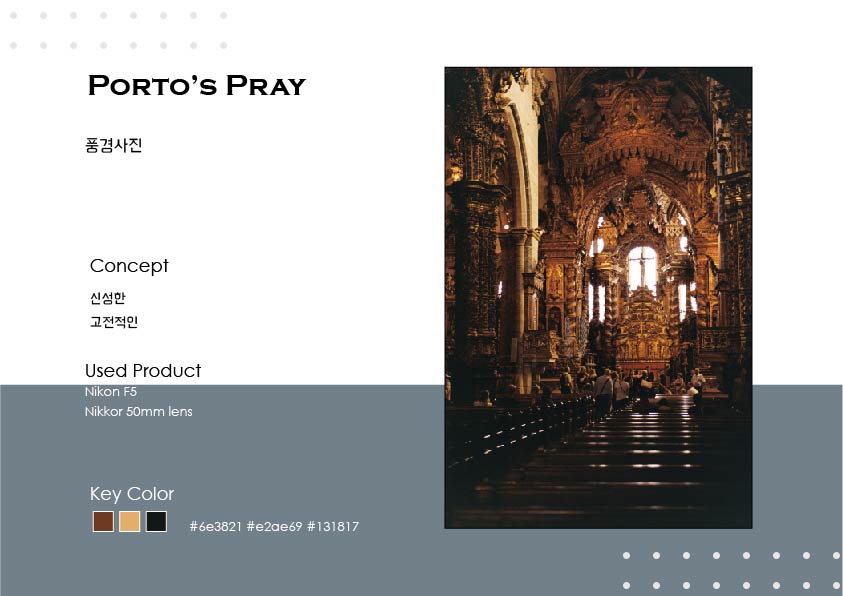 Porto's Pray
풍경사진
Concept
신성한
고전적인
Used Product
Nikon F5
Nikkor 50mm lens
Key Color
#6e3821 #e2ae69 #131817